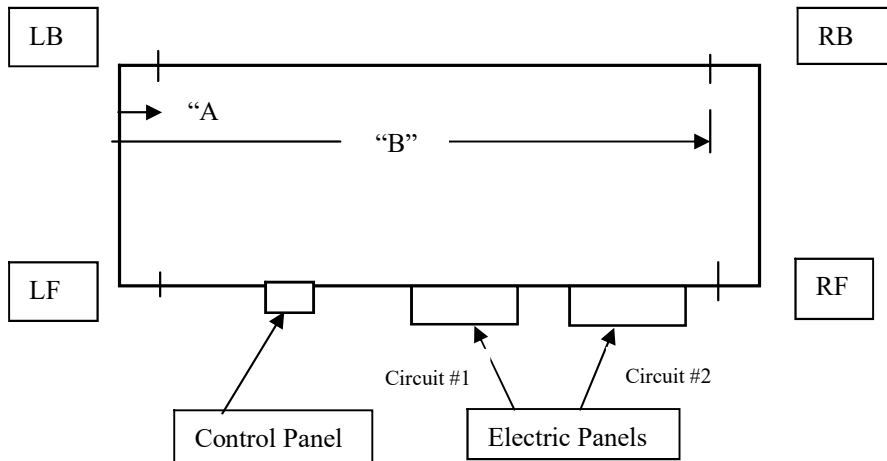 LB
RB
“A
“B”
LF
RF
Circuit #1
Circuit #2
Control Panel
Electric Panels